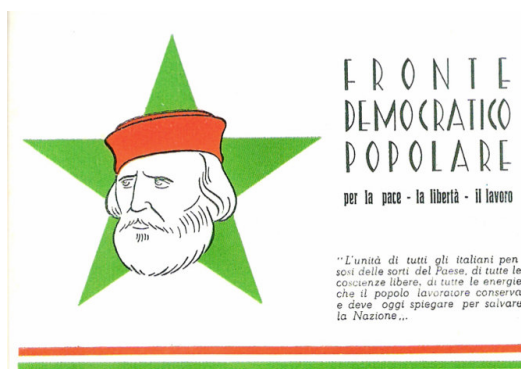 FRONTE
DEMOCRATICO
POPOLARE
per la pace - la libertà - il lavoro
"L'unità di tutti gli italiani pen
sosi delle sorti del Paese, di tutte le
coscienze libere, di tutte le energie
che il popolo lavoratore conserva
e deve oggi spiegare per salvare
la Nazione„.